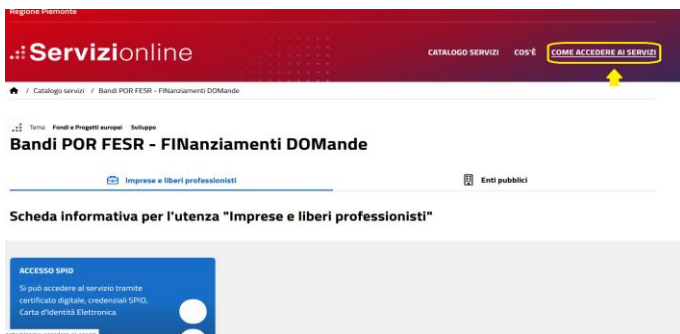 Regione Piemonte
.:: Servizionline
CATALOGO SERVIZI COS'È COME ACCEDERE AI SERVIZI
/ Catalogo servizi / Bandi POR FESR - FINanziamenti DOMande
Tema Fondi e Progetti europei Sviluppo
Bandi POR FESR - FINanziamenti DOMande
Imprese e liberi professionisti Enti pubblici
Scheda informativa per l'utenza "Imprese e liberi professionisti"
ACCESSO SPID
Si può accedere al servizio tramite
certificato digitale, credenziali SPID,
Carta d'Identità Elettronica